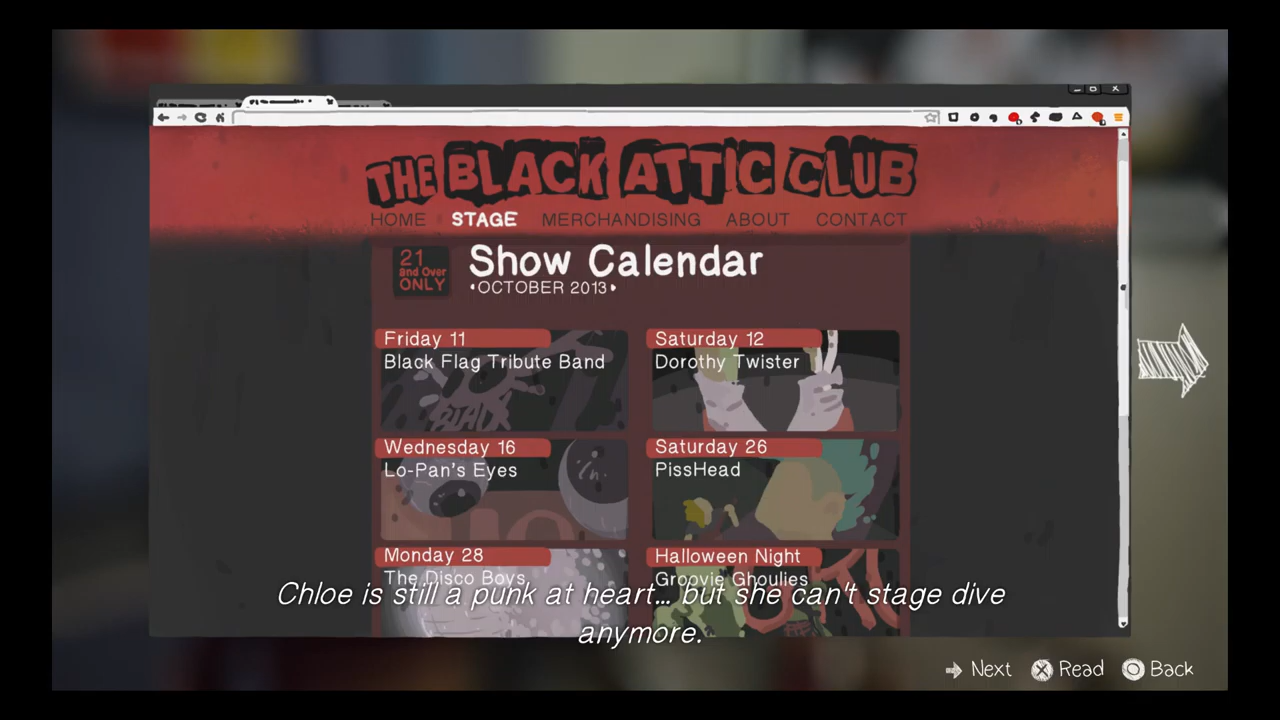 THE BLACK ATTIC CLUB
HOME STAGE MERCHANDISING ABOUT CONTACT
21
and Over
ONLY
Show Calendar
OCTOBER 2013
Friday 11
Black Flag Tribute Band
BLACK
Saturday 12
Dorothy Twister
Wednesday 16
Lo-Pan's Eyes
Saturday 26
PissHead
Monday 28
The Disco Boys
Halloween Night
Groovie Ghoulies
Chloe is still a punk at heart... but she can't stage dive
anymore.
Next Read Back